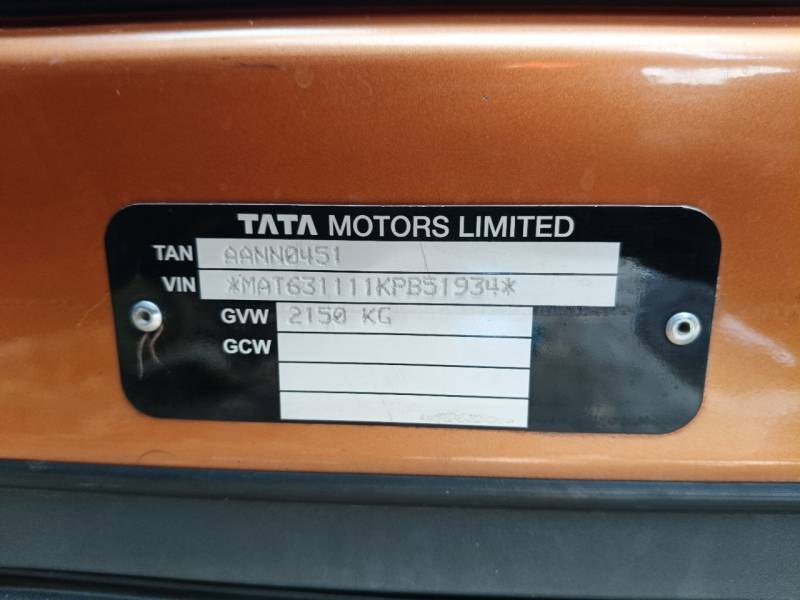 TATA MOTORS LIMITED
TAN AANN0451
VIN *MAT631111KPB51934*
GVW 2150 KG
GCW